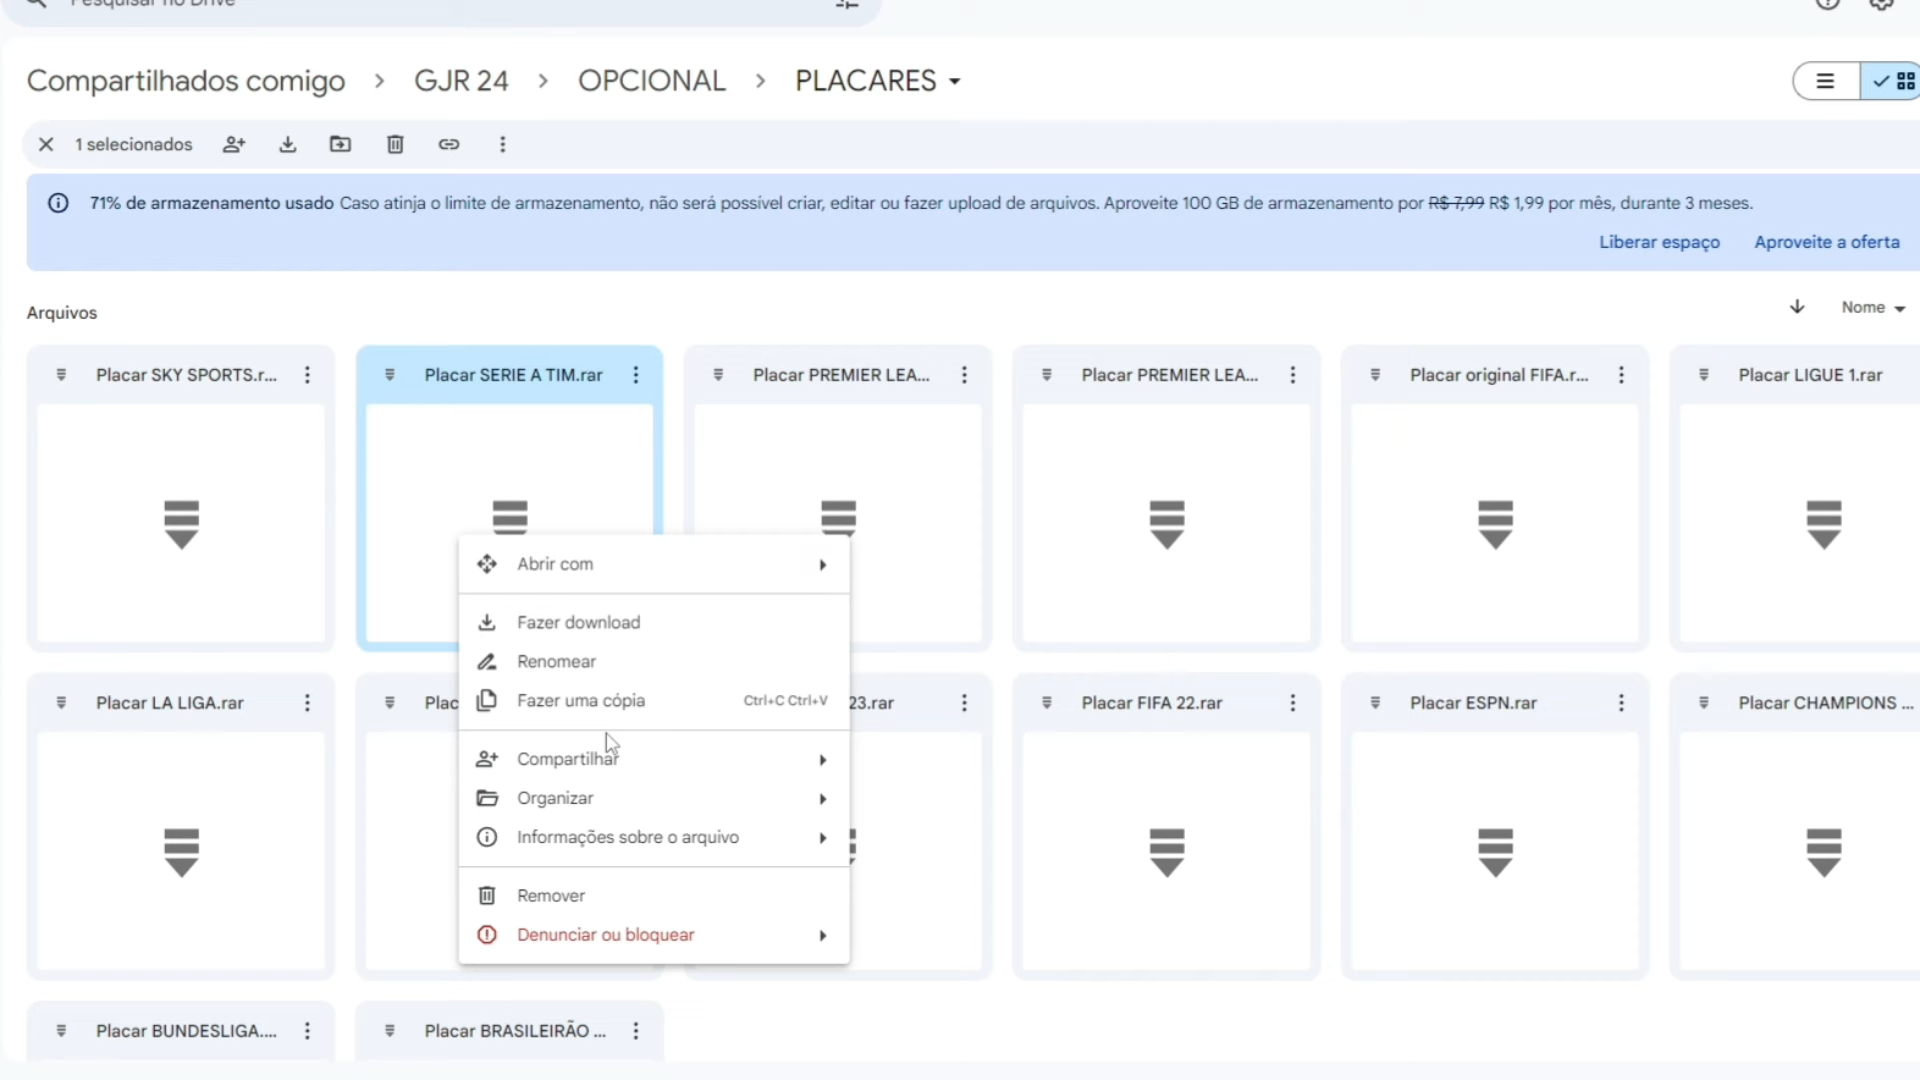 Pesquisar no Drive
Compartilhados comigo > GJR 24 > OPCIONAL > PLACARES
1 selecionados
71% de armazenamento usado Caso atinja o limite de armazenamento, não será possível criar, editar ou fazer upload de arquivos. Aproveite 100 GB de armazenamento por R$ 7,99 R$ 1,99 por mês, durante 3 meses.
Liberar espaço Aproveite a oferta
Arquivos
Nome
Placar SKY SPORTS.r...
Placar SERIE A TIM.rar
Placar PREMIER LEA...
Placar PREMIER LEA...
Placar original FIFA.r...
Placar LIGUE 1.rar
Abrir com
Fazer download
Renomear
Fazer uma cópia Ctrl+C Ctrl+V
Compartilhar
Organizar
Informações sobre o arquivo
Remover
Denunciar ou bloquear
Placar LA LIGA.rar
Plac
23.rar
Placar FIFA 22.rar
Placar ESPN.rar
Placar CHAMPIONS ...
Placar BUNDESLIGA....
Placar BRASILEIRÃO ...